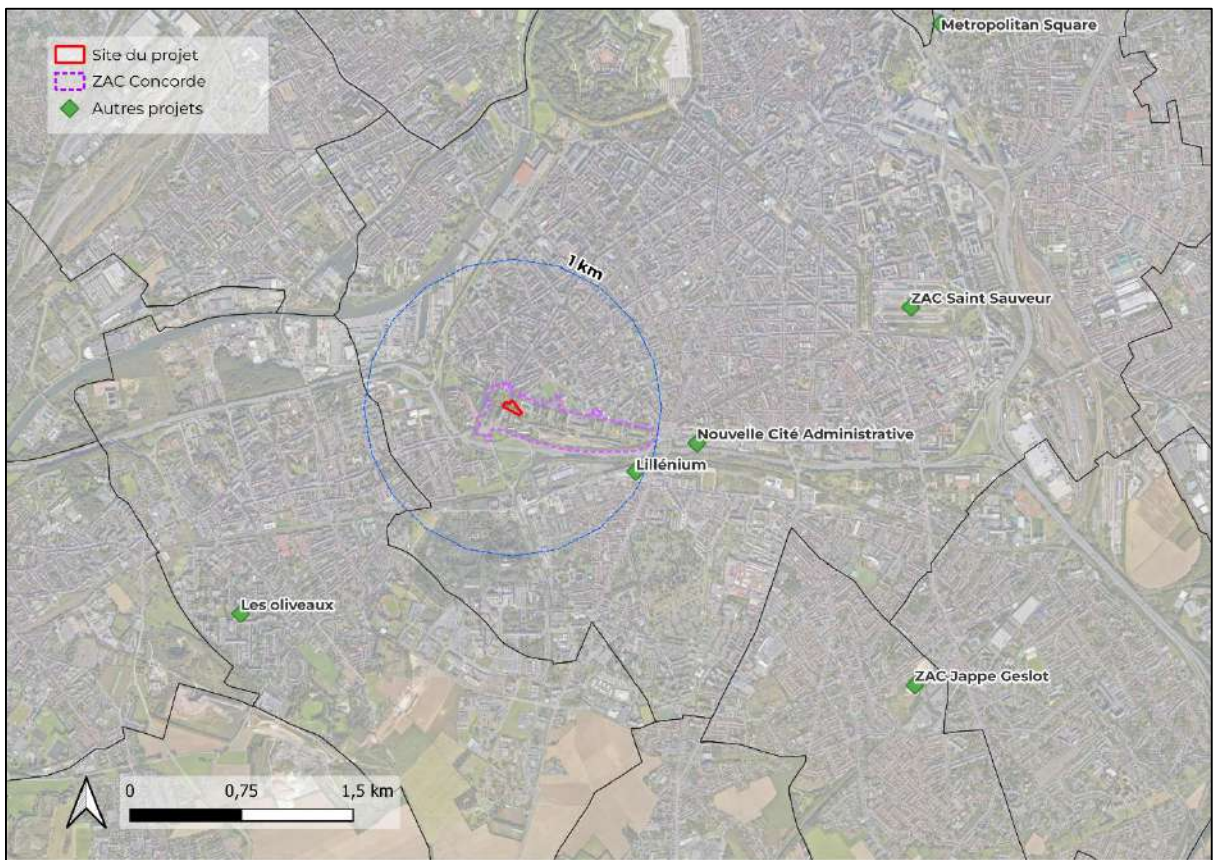 Metropolitan Square
Site du projet
ZAC Concorde
Autres projets
1 km
ZAC Saint Sauveur
Nouvelle Cité Administrative
Lillénium
Les oliveaux
ZAC Jappe Geslot
0 0,75 1,5 km